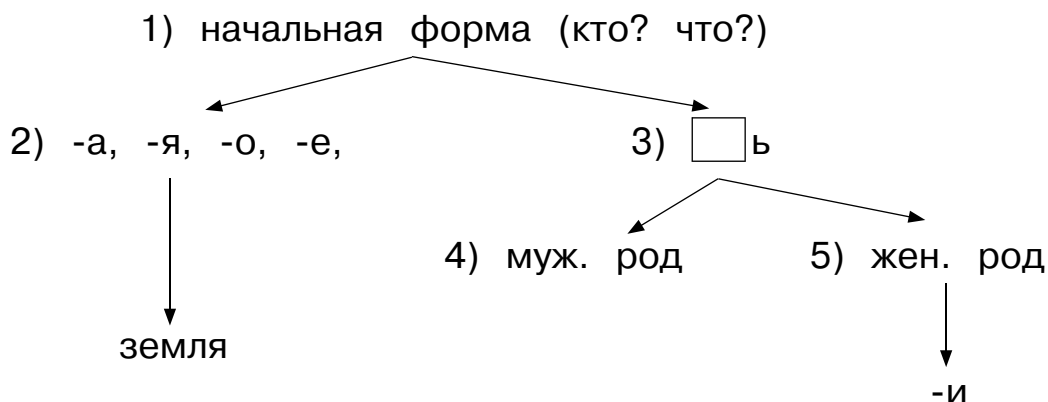 1) начальная форма (кто? что?)
2) -а, -я, -о, -е,
3) ь
4) муж. род
5) жен. род
земля
-и